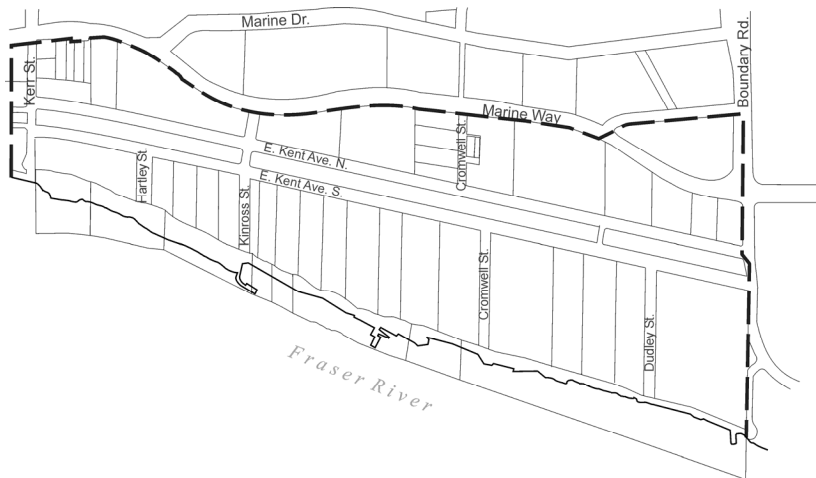 Marine Dr.
Boundary Rd.
Kerr St.
Marine Way
Cromwell St.
E. Kent Ave. N.
Hartley St.
E. Kent Ave. S.
Kinross St.
Cromwell St.
Dudley St.
Fraser River